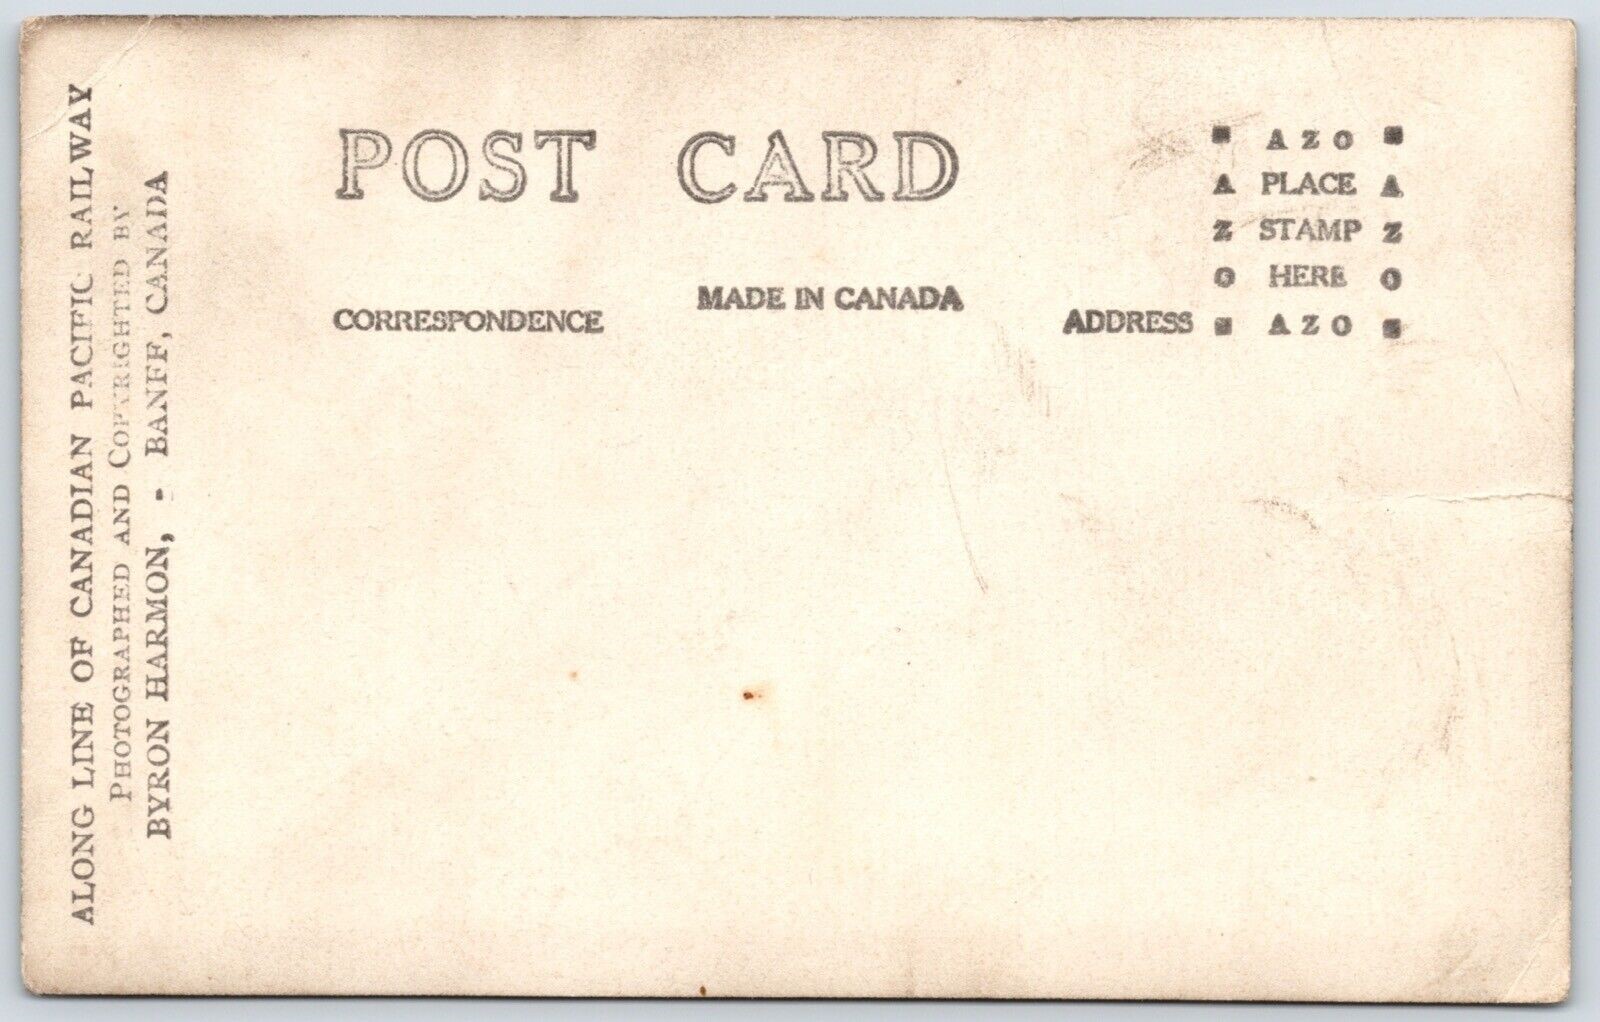 ALONG LINE OF CANADIAN PACIFIC RAILWAY
PHOTOGRAPHED AND COPYRIGHTED BY
BYRON HARMON, - BANFF, CANADA
POST CARD
CORRESPONDENCE
MADE IN CANADA
ADDRESS
■ AZO ■
A PLACE A
Z STAMP Z
O HERE O
■ AZO ■